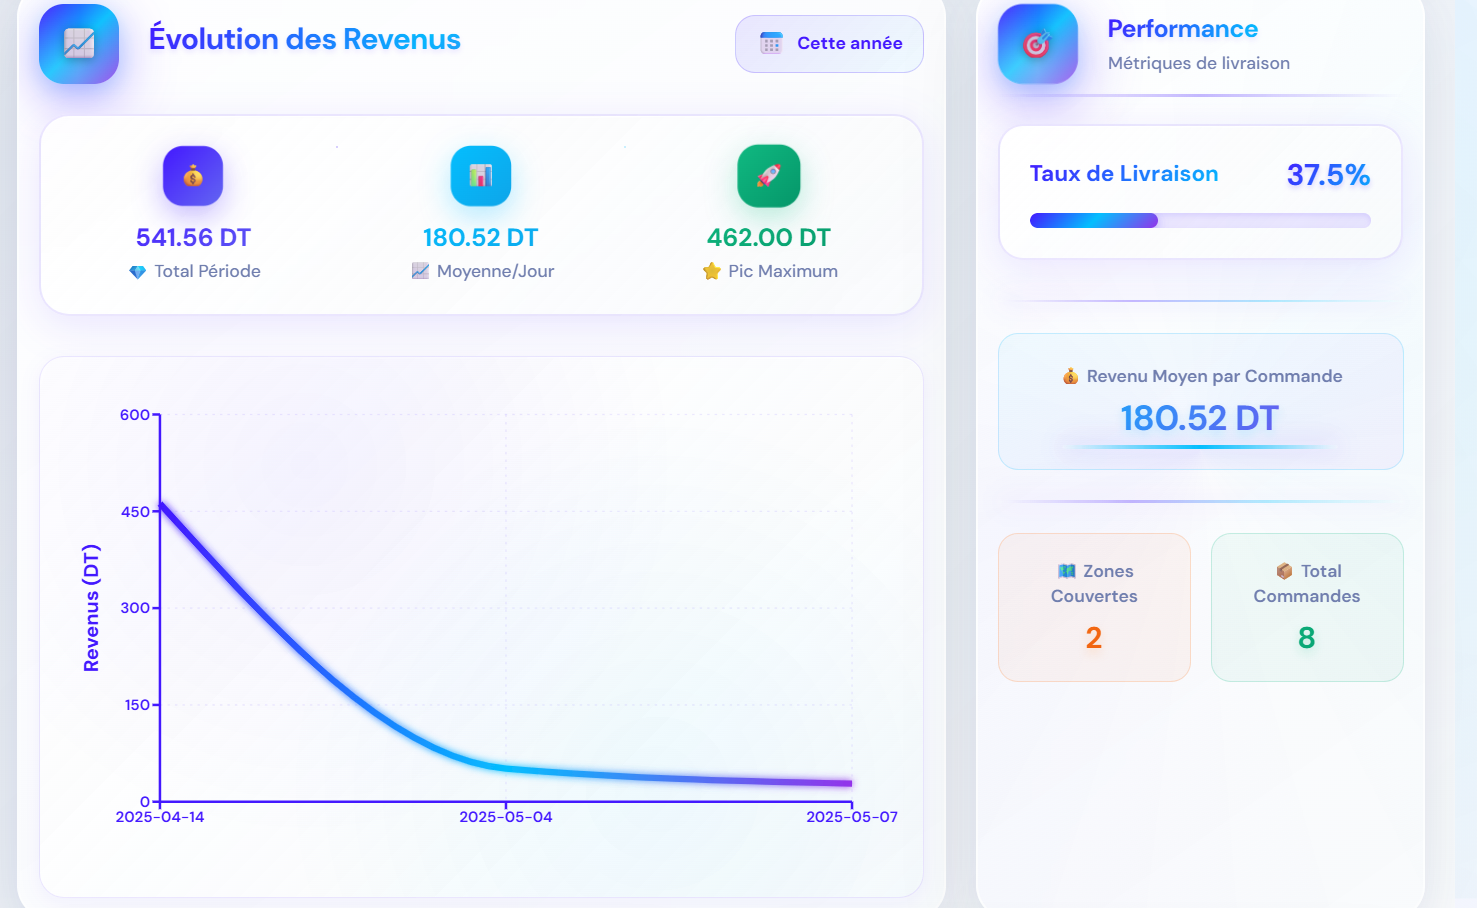 Évolution des Revenus
Cette année
541.56 DT
Total Période
180.52 DT
Moyenne/Jour
462.00 DT
Pic Maximum
Revenus (DT)
600
450
300
150
0
2025-04-14
2025-05-04
2025-05-07
Performance
Métriques de livraison
Taux de Livraison
37.5%
Revenu Moyen par Commande
180.52 DT
Zones
Couvertes
2
Total
Commandes
8